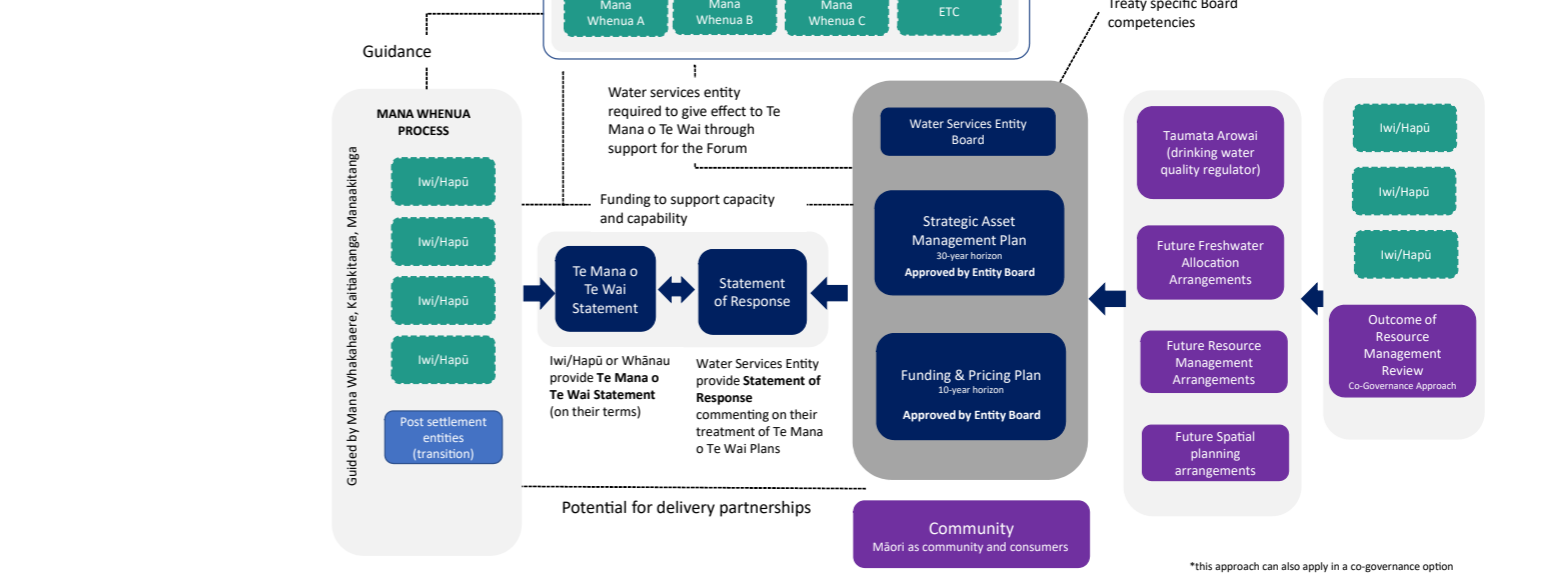 Mana
Whenua A
Mana
Whenua B
Mana
Whenua C
ETC
Treaty specific Board
competencies
Guidance
MANA WHENUA
PROCESS
Guided by Mana Whakahaere, Kaitiakitanga, Manaakitanga
Iwi/Hapū
Iwi/Hapū
Iwi/Hapū
Iwi/Hapū
Post settlement
entities
(transition)
Water services entity
required to give effect to Te
Mana o Te Wai through
support for the Forum
Funding to support capacity
and capability
Te Mana o
Te Wai
Statement
Statement
of Response
Iwi/Hapū or Whānau
provide Te Mana o
Te Wai Statement
(on their terms)
Water Services Entity
provide Statement of
Response
commenting on their
treatment of Te Mana
o Te Wai Plans
Potential for delivery partnerships
Water Services Entity
Board
Strategic Asset
Management Plan
30-year horizon
Approved by Entity Board
Funding & Pricing Plan
10-year horizon
Approved by Entity Board
Community
Māori as community and consumers
Taumata Arowai
(drinking water
quality regulator)
Future Freshwater
Allocation
Arrangements
Future Resource
Management
Arrangements
Future Spatial
planning
arrangements
Iwi/Hapū
Iwi/Hapū
Iwi/Hapū
Outcome of
Resource
Management
Review
Co-Governance Approach
*this approach can also apply in a co-governance option